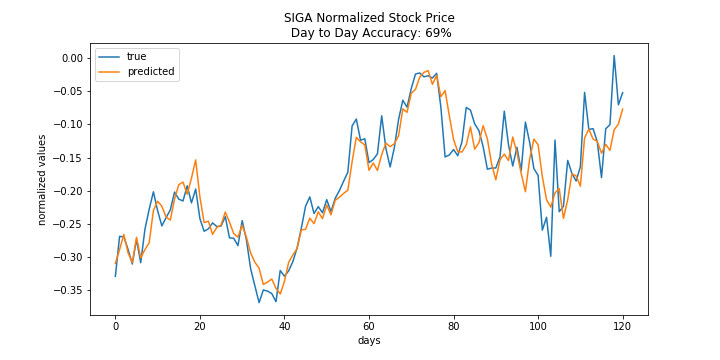 SIGA Normalized Stock Price
Day to Day Accuracy: 69%
true
predicted
normalized values
0.00
−0.05
−0.10
−0.15
−0.20
−0.25
−0.30
−0.35
0 20 40 60 80 100 120
days